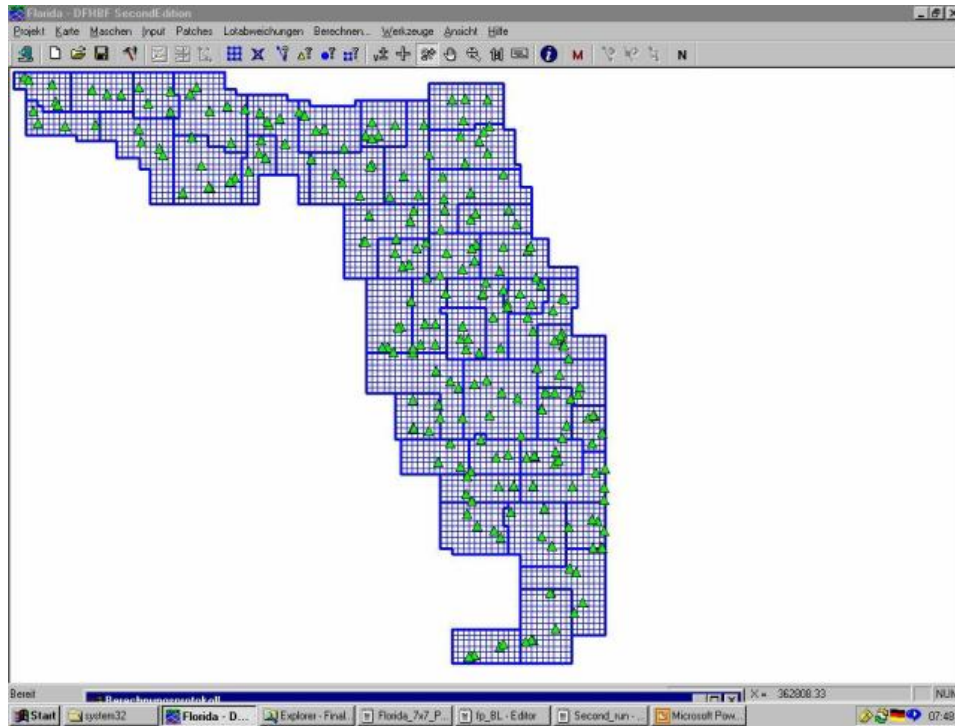 Florida - DFHBF SecondEdition
Projekt Karte Maschen Input Patches Lotabweichungen Berechnen... Werkzeuge Ansicht Hilfe
M N
Bereit
Berechnungsprotokoll
X = 362808.33
NUM
Start system32 Florida - D... Explorer - Final... Florida_7x7_P... fp_BL - Editor Second_run - ... Microsoft Pow...
07:49